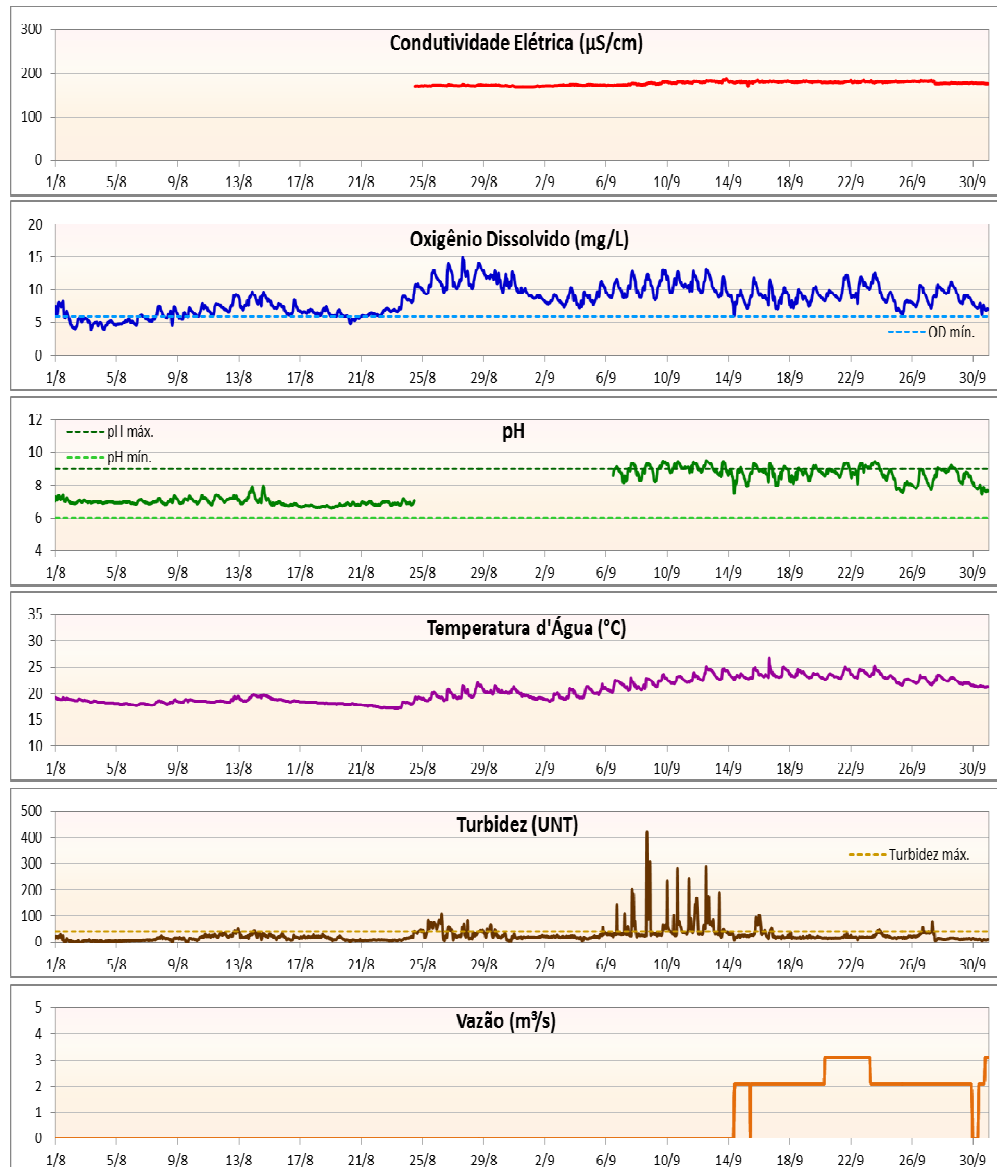 Condutividade Elétrica (µS/cm)
300
200
100
0
1/8 5/8 9/8 13/8 17/8 21/8 25/8 29/8 2/9 6/9 10/9 14/9 18/9 22/9 26/9 30/9
Oxigênio Dissolvido (mg/L)
20
15
10
5
0
OD mín.
1/8 5/8 9/8 13/8 17/8 21/8 25/8 29/8 2/9 6/9 10/9 14/9 18/9 22/9 26/9 30/9
pH
12
10
8
6
4
pH máx.
pH mín.
1/8 5/8 9/8 13/8 17/8 21/8 25/8 29/8 2/9 6/9 10/9 14/9 18/9 22/9 26/9 30/9
Temperatura d'Água (°C)
35
30
25
20
15
10
1/8 5/8 9/8 13/8 17/8 21/8 25/8 29/8 2/9 6/9 10/9 14/9 18/9 22/9 26/9 30/9
Turbidez (UNT)
500
400
300
200
100
0
Turbidez máx.
1/8 5/8 9/8 13/8 17/8 21/8 25/8 29/8 2/9 6/9 10/9 14/9 18/9 22/9 26/9 30/9
Vazão (m³/s)
5
4
3
2
1
0
1/8 5/8 9/8 13/8 17/8 21/8 25/8 29/8 2/9 6/9 10/9 14/9 18/9 22/9 26/9 30/9